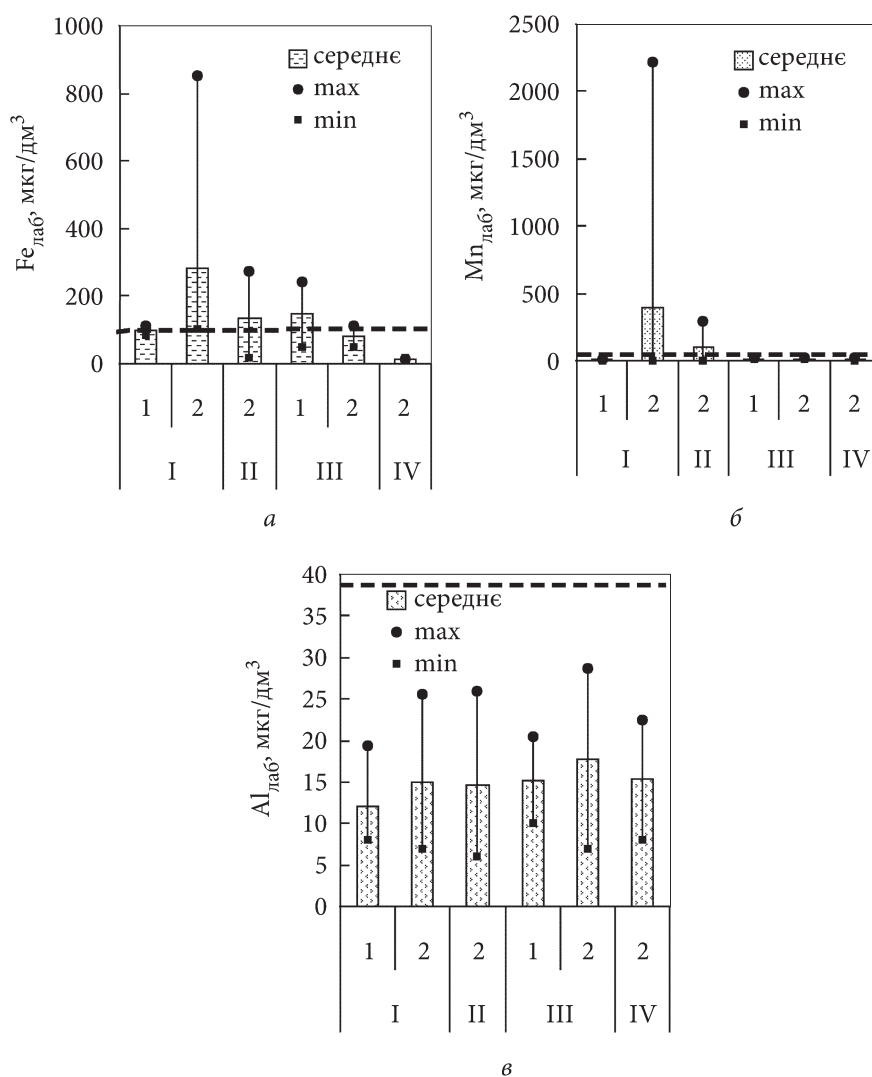 1000
800
600
400
200
0
Feлаб, мкг/дм³
середнє
max
min
1 2 2 1 2 2
I II III IV
а
2500
2000
1500
1000
500
0
Mnлаб, мкг/дм³
середнє
max
min
1 2 2 1 2 2
I II III IV
б
40
35
30
25
20
15
10
5
0
Alлаб, мкг/дм³
середнє
max
min
1 2 2 1 2 2
I II III IV
в